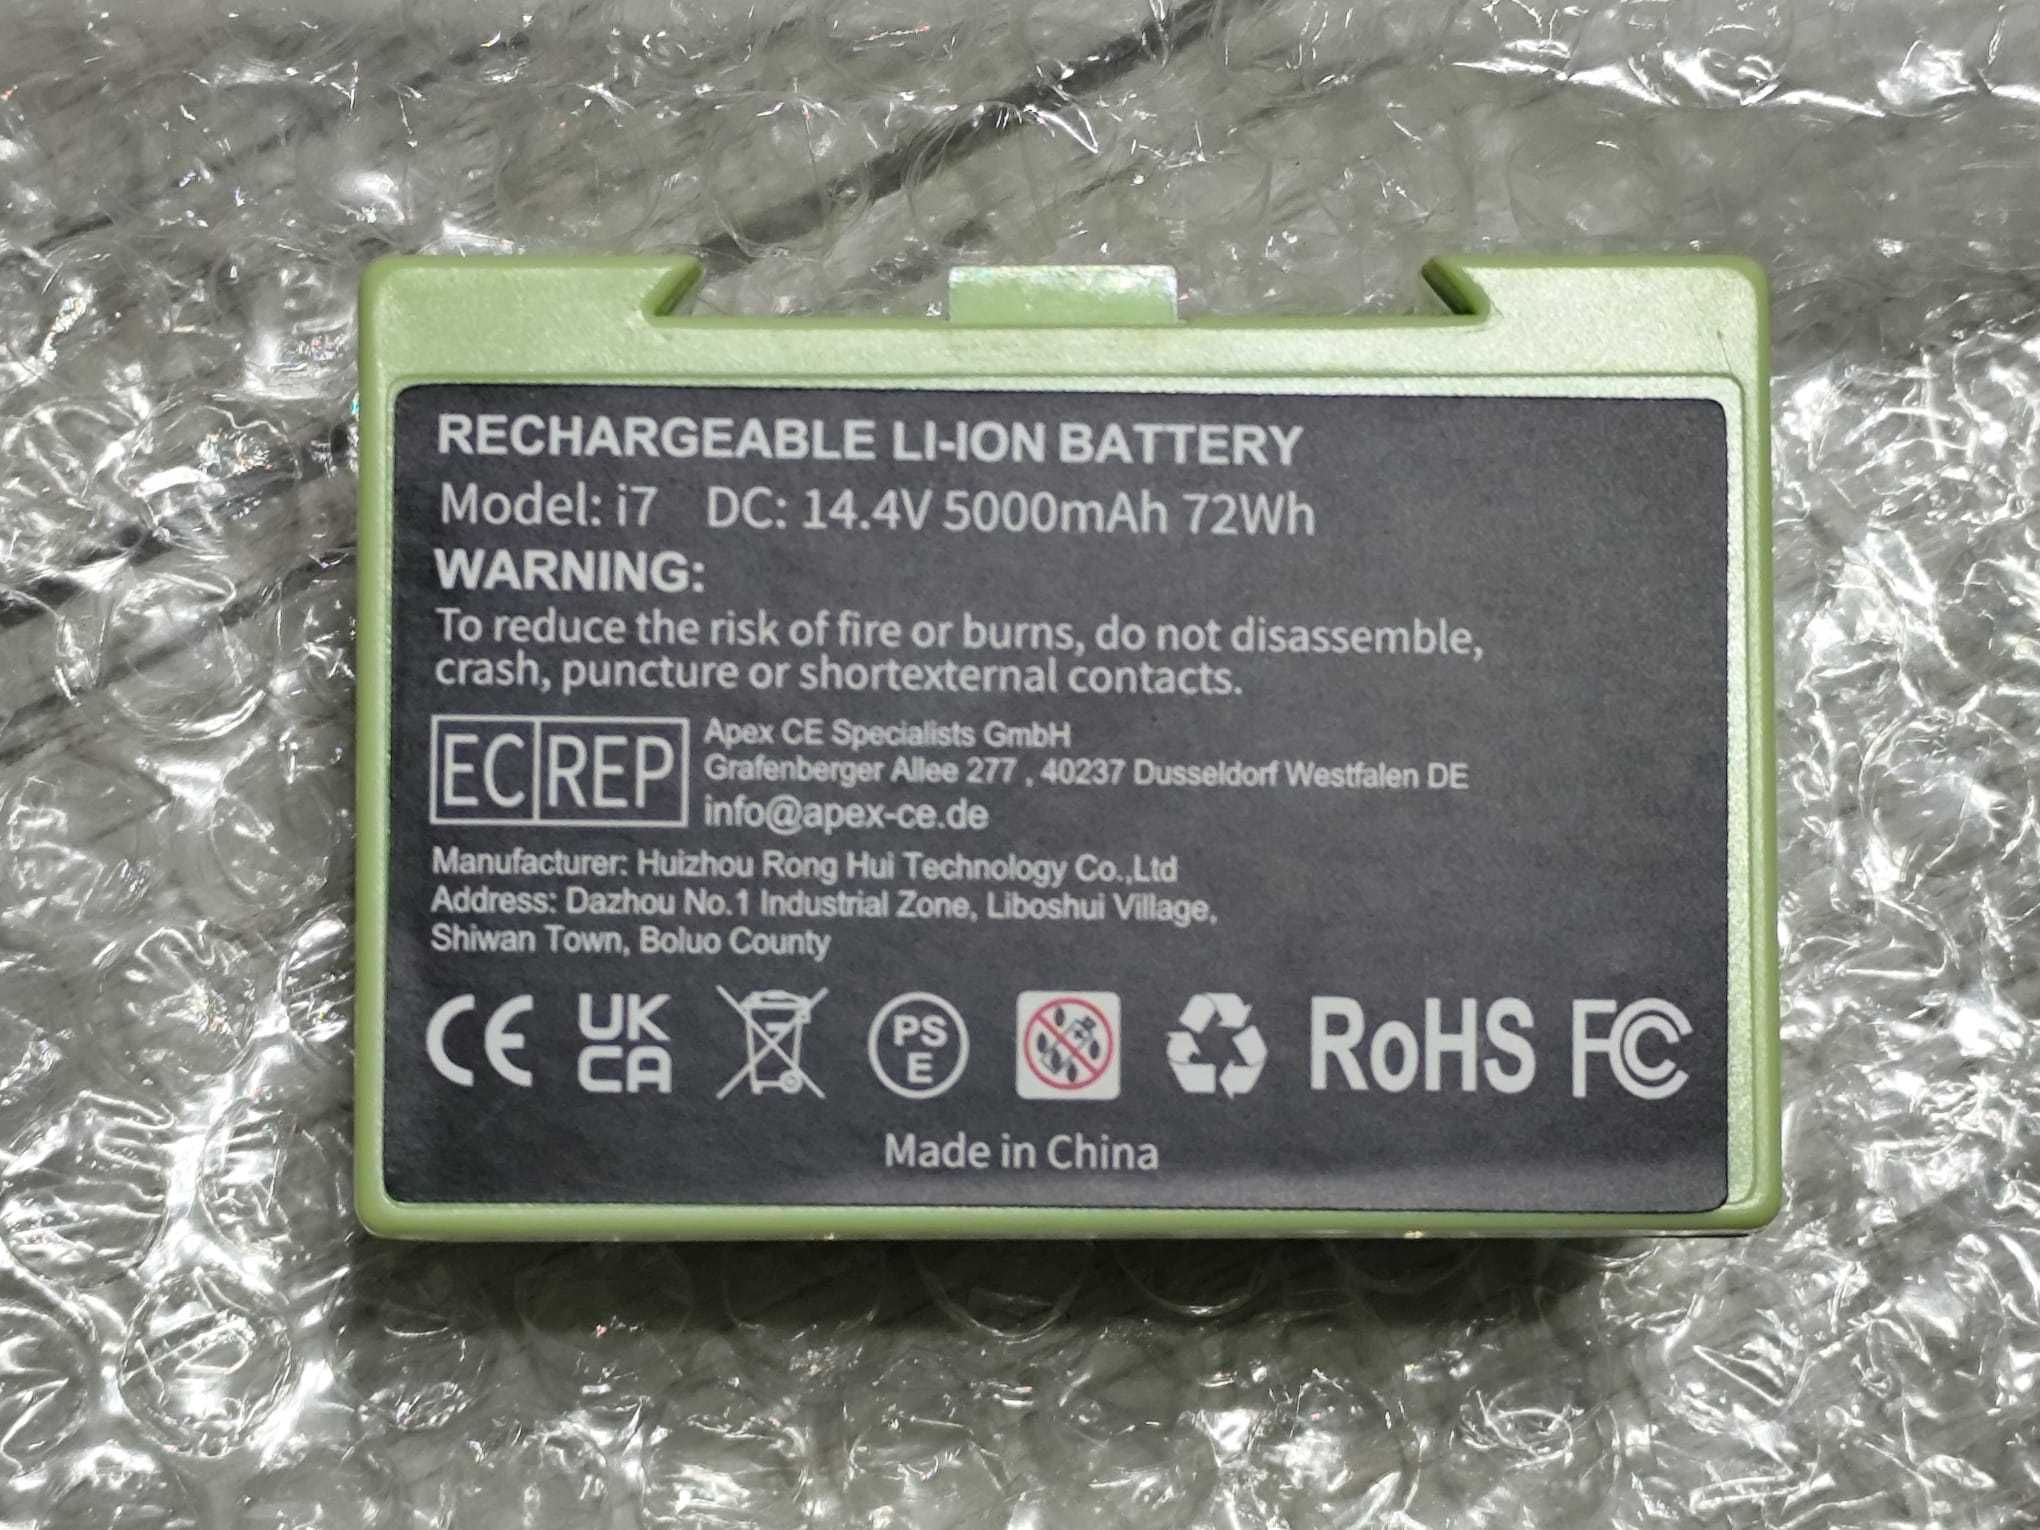 RECHARGEABLE LI-ION BATTERY
Model: i7 DC: 14.4V 5000mAh 72Wh
WARNING:
To reduce the risk of fire or burns, do not disassemble,
crash, puncture or shortexternal contacts.
EC REP
Apex CE Specialists GmbH
Grafenberger Allee 277 , 40237 Dusseldorf Westfalen DE
info@apex-ce.de
Manufacturer: Huizhou Rong Hui Technology Co.,Ltd
Address: Dazhou No.1 Industrial Zone, Liboshui Village,
Shiwan Town, Boluo County
CE UK CA PS E RoHS FC
Made in China